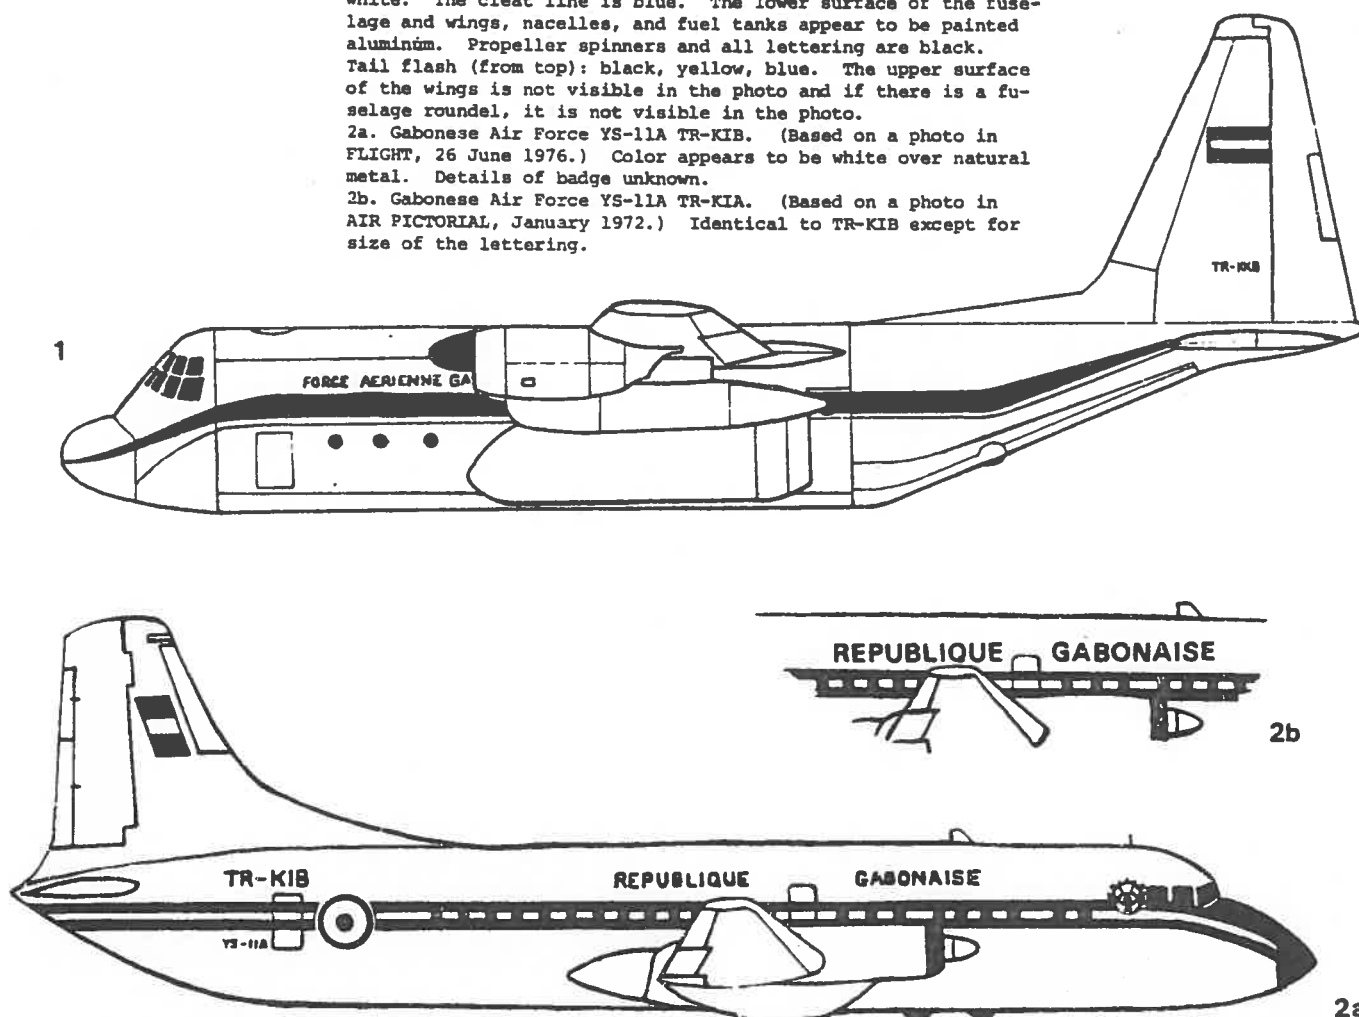 white. The cleat line is blue. The lower surface of the fuse-
lage and wings, nacelles, and fuel tanks appear to be painted
aluminum. Propeller spinners and all lettering are black.
Tail flash (from top): black, yellow, blue. The upper surface
of the wings is not visible in the photo and if there is a fu-
selage roundel, it is not visible in the photo.
2a. Gabonese Air Force YS-11A TR-KIB. (Based on a photo in
FLIGHT, 26 June 1976.) Color appears to be white over natural
metal. Details of badge unknown.
2b. Gabonese Air Force YS-11A TR-KIA. (Based on a photo in
AIR PICTORIAL, January 1972.) Identical to TR-KIB except for
size of the lettering.
TR-KKB
1
FORCE AERIENNE GA
REPUBLIQUE GABONAISE
2b
TR-KIB
REPUBLIQUE GABONAISE
YS-11A
2a